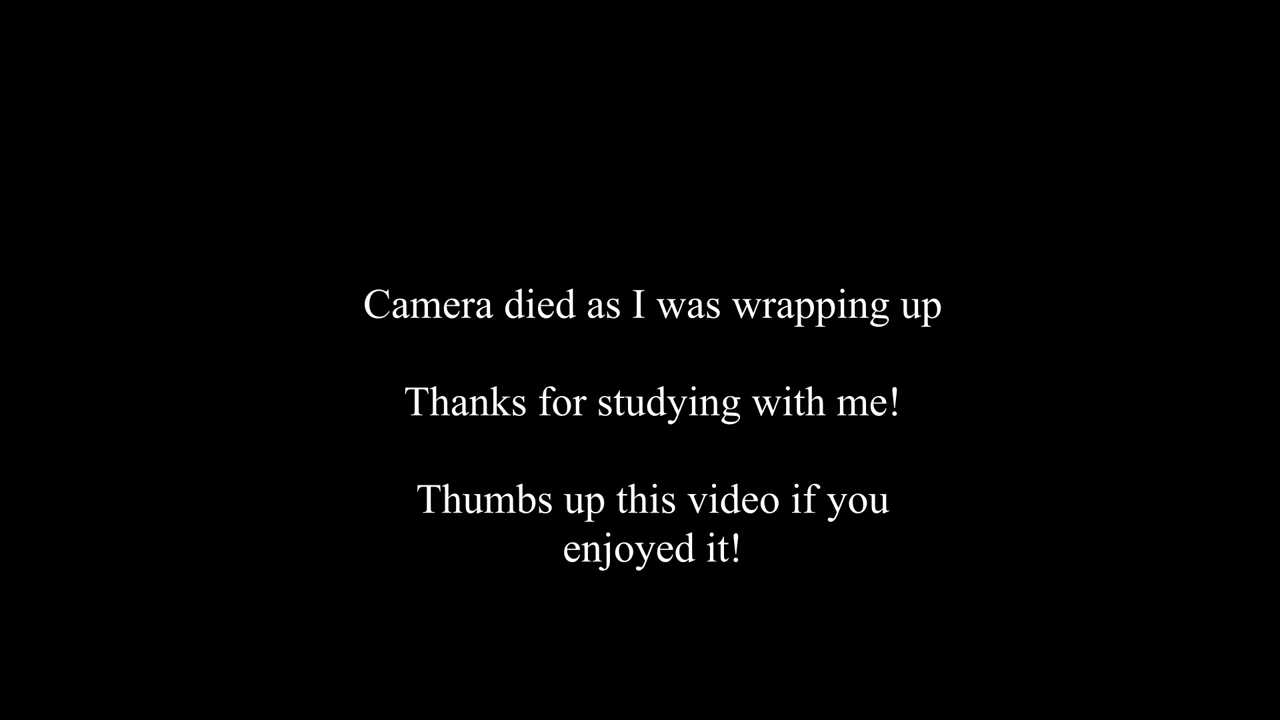 Camera died as I was wrapping up
Thanks for studying with me!
Thumbs up this video if you
enjoyed it!